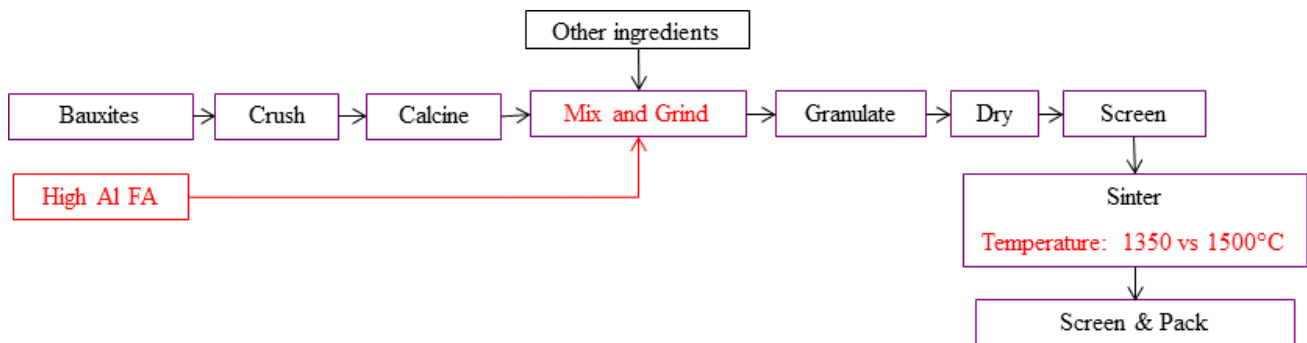 Other ingredients
Bauxites
Crush
Calcine
Mix and Grind
Granulate
Dry
Screen
High Al FA
Sinter
Temperature: 1350 vs 1500°C
Screen & Pack